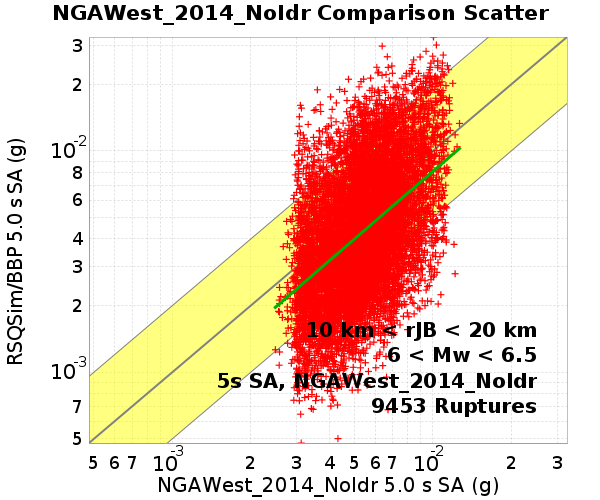 NGAWest_2014_NoIdr Comparison Scatter
3
2
10-2
8
6
4
3
2
10-3
7
5
RSQSim/BBP 5.0 s SA (g)
10 km < rJB < 20 km
6 < Mw < 6.5
5s SA, NGAWest_2014_NoIdr
9453 Ruptures
5 6 7 10-3 2 3 4 5 6 7 10-2 2 3
NGAWest_2014_NoIdr 5.0 s SA (g)